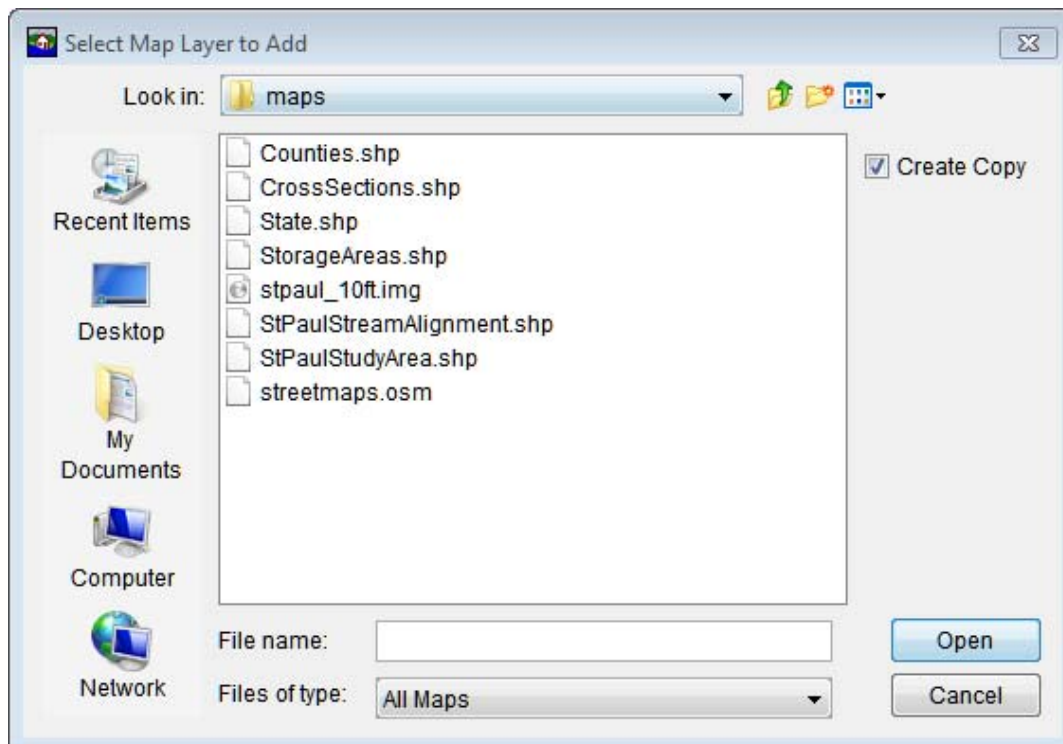 Select Map Layer to Add
Look in:
maps
Create Copy
Recent Items
Desktop
My
Documents
Computer
Network
Counties.shp
CrossSections.shp
State.shp
StorageAreas.shp
stpaul_10ft.img
StPaulStreamAlignment.shp
StPaulStudyArea.shp
streetmaps.osm
File name:
Open
Files of type:
All Maps
Cancel